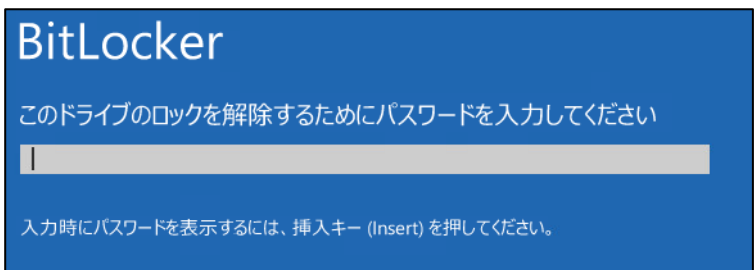 BitLocker
このドライブのロックを解除するためにパスワードを入力してください
入力時にパスワードを表示するには、挿入キー (Insert) を押してください。